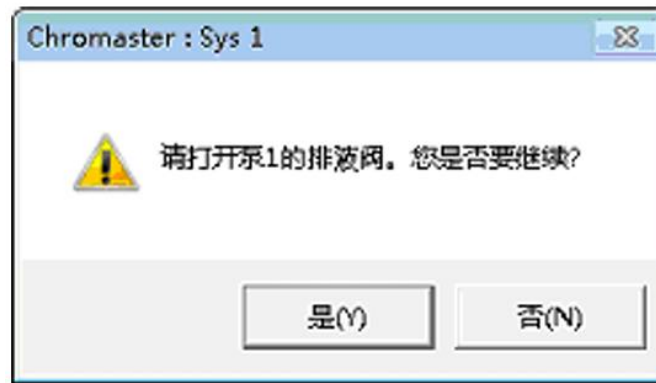 Chromaster : Sys 1
请打开泵1的排液阀。您是否要继续?
是(Y)
否(N)